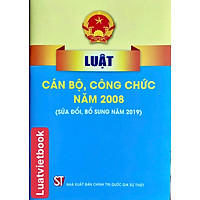 LUẬT
CÁN BỘ, CÔNG CHỨC
NĂM 2008
(SỬA ĐỔI, BỔ SUNG NĂM 2019)
Luatvietbook
ST
NHÀ XUẤT BẢN CHÍNH TRỊ QUỐC GIA SỰ THẬT